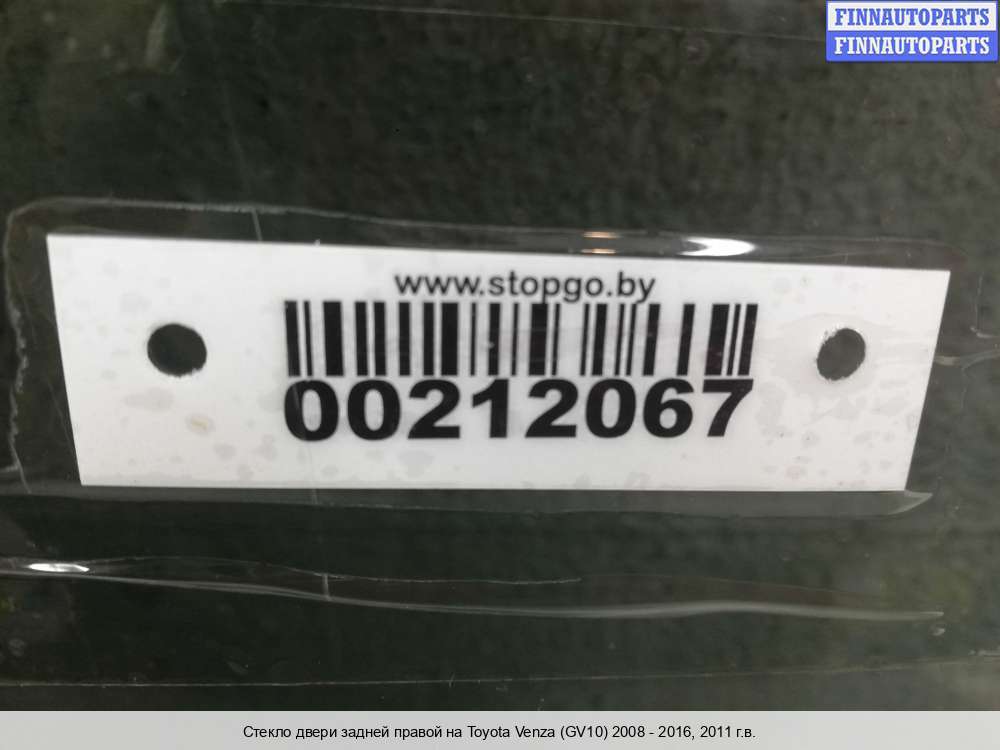 FINNAUTOPARTS
FINNAUTOPARTS
www.stopgo.by
00212067
Стекло двери задней правой на Toyota Venza (GV10) 2008 - 2016, 2011 г.в.